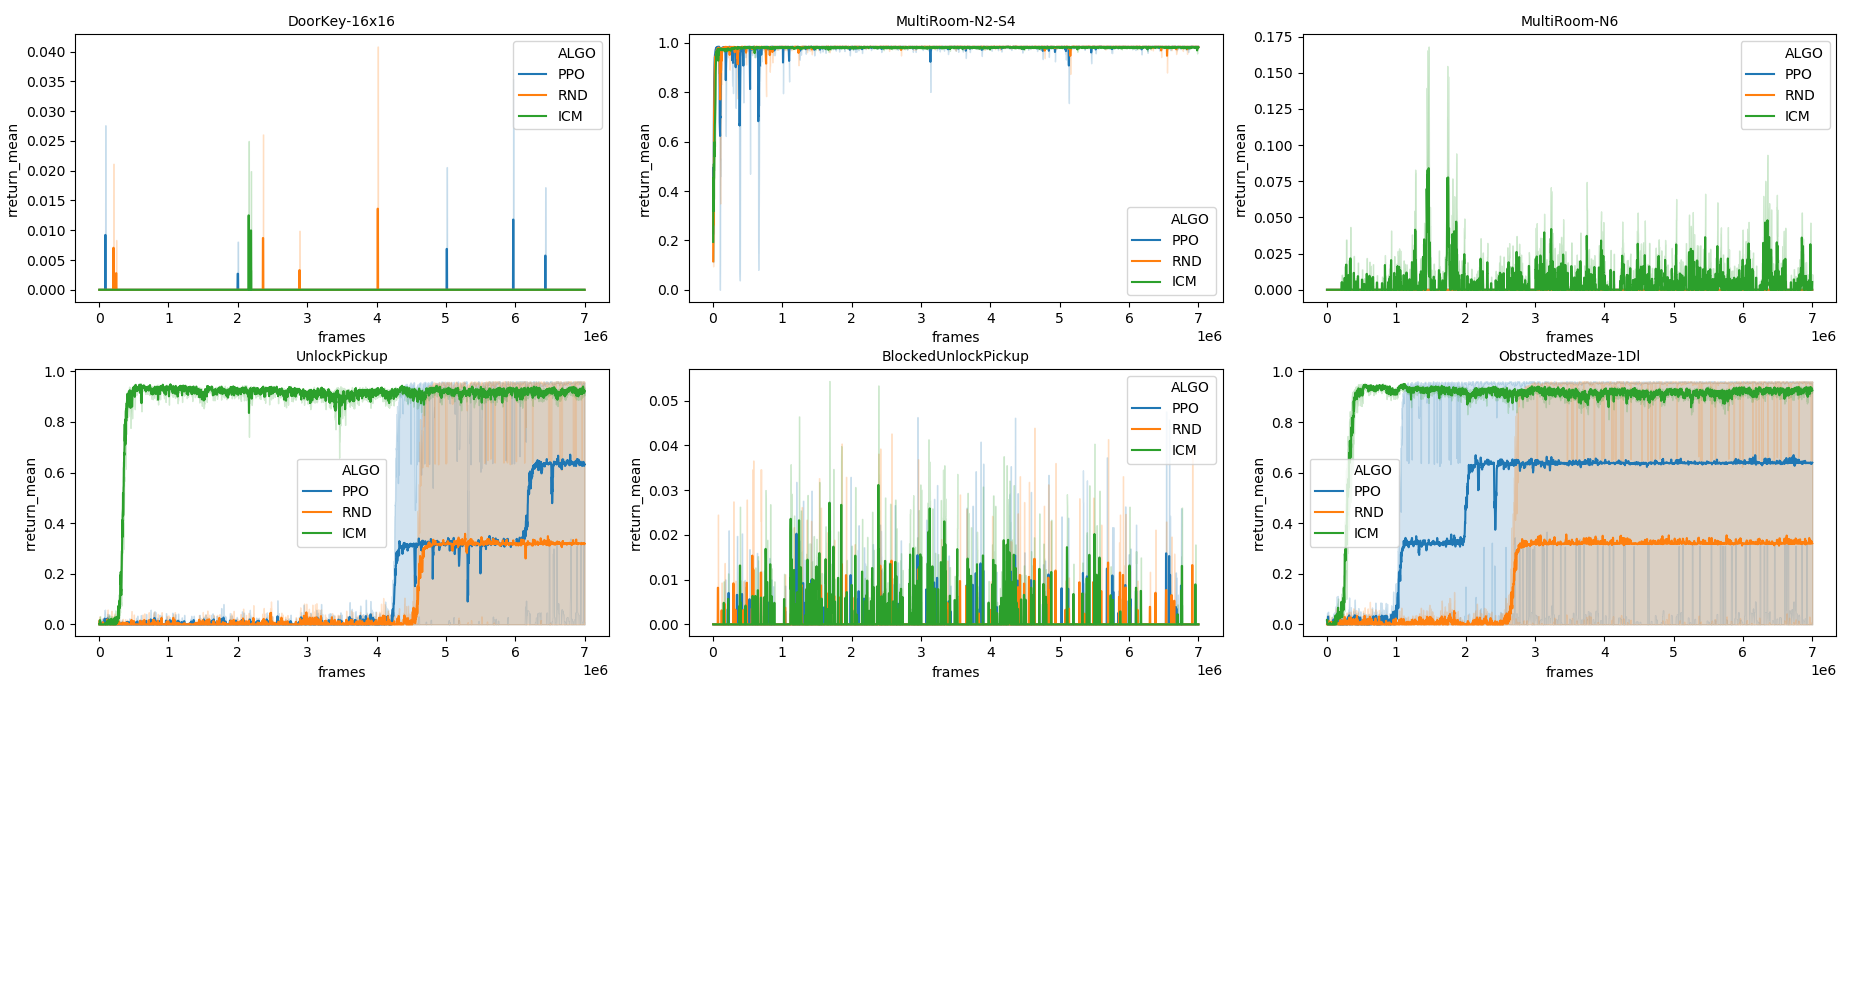 DoorKey-16x16
rreturn_mean
0.040
0.035
0.030
0.025
0.020
0.015
0.010
0.005
0.000
ALGO
PPO
RND
ICM
0 1 2 3 4 5 6 7
1e6
frames
MultiRoom-N2-S4
rreturn_mean
1.0
0.8
0.6
0.4
0.2
0.0
ALGO
PPO
RND
ICM
0 1 2 3 4 5 6 7
1e6
frames
MultiRoom-N6
rreturn_mean
0.175
0.150
0.125
0.100
0.075
0.050
0.025
0.000
ALGO
PPO
RND
ICM
0 1 2 3 4 5 6 7
1e6
frames
UnlockPickup
rreturn_mean
1.0
0.8
0.6
0.4
0.2
0.0
ALGO
PPO
RND
ICM
0 1 2 3 4 5 6 7
1e6
frames
BlockedUnlockPickup
rreturn_mean
0.05
0.04
0.03
0.02
0.01
0.00
ALGO
PPO
RND
ICM
0 1 2 3 4 5 6 7
1e6
frames
ObstructedMaze-1Dl
rreturn_mean
1.0
0.8
0.6
0.4
0.2
0.0
ALGO
PPO
RND
ICM
0 1 2 3 4 5 6 7
1e6
frames